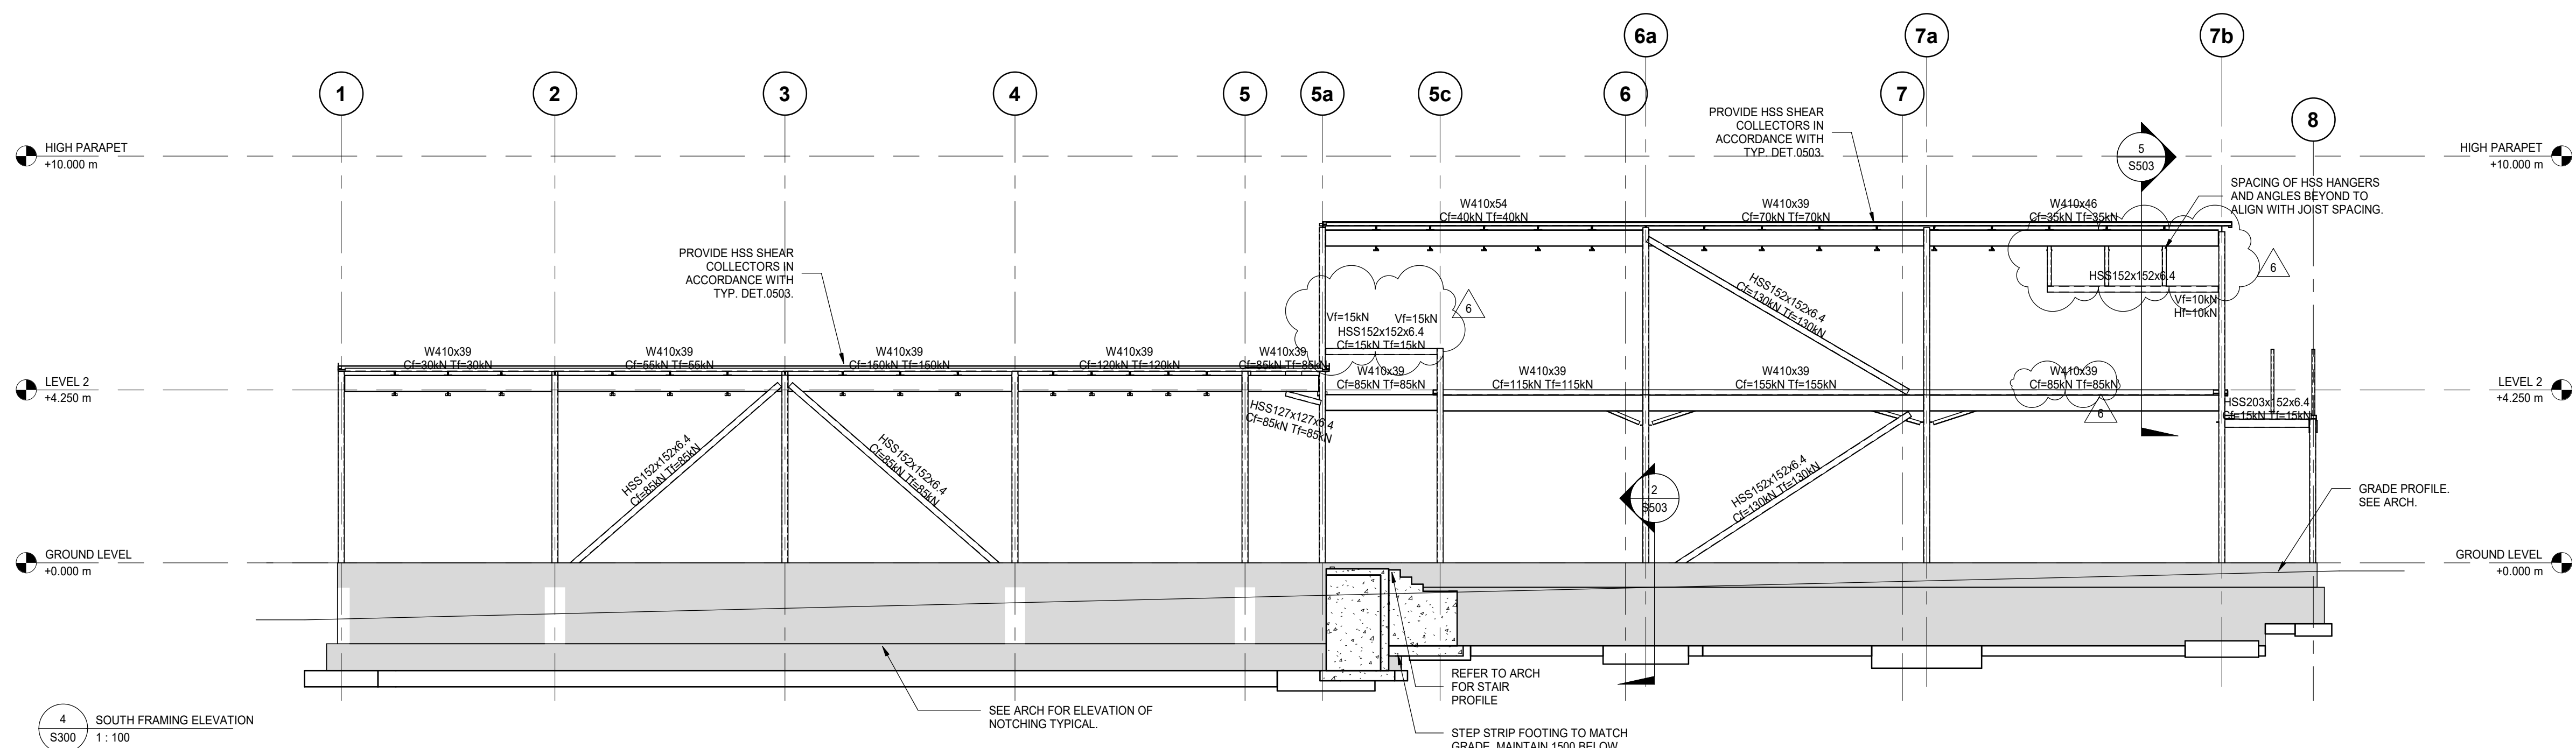 6a
7a
7b
1
2
3
4
5
5a
5c
6
7
8
HIGH PARAPET
+10.000 m
HIGH PARAPET
+10.000 m
PROVIDE HSS SHEAR
COLLECTORS IN
ACCORDANCE WITH
TYP. DET.0503.
5
S503
SPACING OF HSS HANGERS
AND ANGLES BEYOND TO
ALIGN WITH JOIST SPACING.
W410x54
Cf=40kN Tf=40kN
W410x39
Cf=70kN Tf=70kN
W410x46
Cf=35kN Tf=35kN
PROVIDE HSS SHEAR
COLLECTORS IN
ACCORDANCE WITH
TYP. DET.0503.
HSS152x152x6.4
Cf=130kN Tf=130kN
HSS152x152x6.4
6
Vf=10kN
Hf=10kN
6
Vf=15kN
Vf=15kN
HSS152x152x6.4
Cf=15kN Tf=15kN
W410x39
Cf=30kN Tf=30kN
W410x39
Cf=55kN Tf=55kN
W410x39
Cf=150kN Tf=150kN
W410x39
Cf=120kN Tf=120kN
W410x39
Cf=85kN Tf=85kN
W410x39
Cf=85kN Tf=85kN
W410x39
Cf=115kN Tf=115kN
W410x39
Cf=155kN Tf=155kN
W410x39
Cf=85kN Tf=85kN
6
LEVEL 2
+4.250 m
LEVEL 2
+4.250 m
HSS203x152x6.4
Cf=15kN Tf=15kN
HSS127x127x6.4
Cf=85kN Tf=85kN
HSS152x152x6.4
Cf=85kN Tf=85kN
HSS152x152x6.4
Cf=85kN Tf=85kN
HSS152x152x6.4
Cf=130kN Tf=130kN
2
S503
GRADE PROFILE.
SEE ARCH.
GROUND LEVEL
+0.000 m
GROUND LEVEL
+0.000 m
REFER TO ARCH
FOR STAIR
PROFILE
SEE ARCH FOR ELEVATION OF
NOTCHING TYPICAL.
STEP STRIP FOOTING TO MATCH
GRADE. MAINTAIN 1500 BELOW
4
S300
SOUTH FRAMING ELEVATION
1 : 100